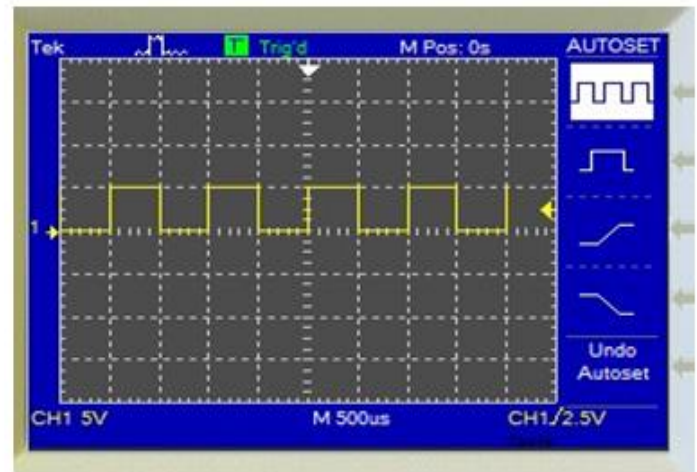 Tek T Trig'd M Pos: 0s AUTOSET
1
Undo
Autoset
CH1 5V M 500us CH1 / 2.5V